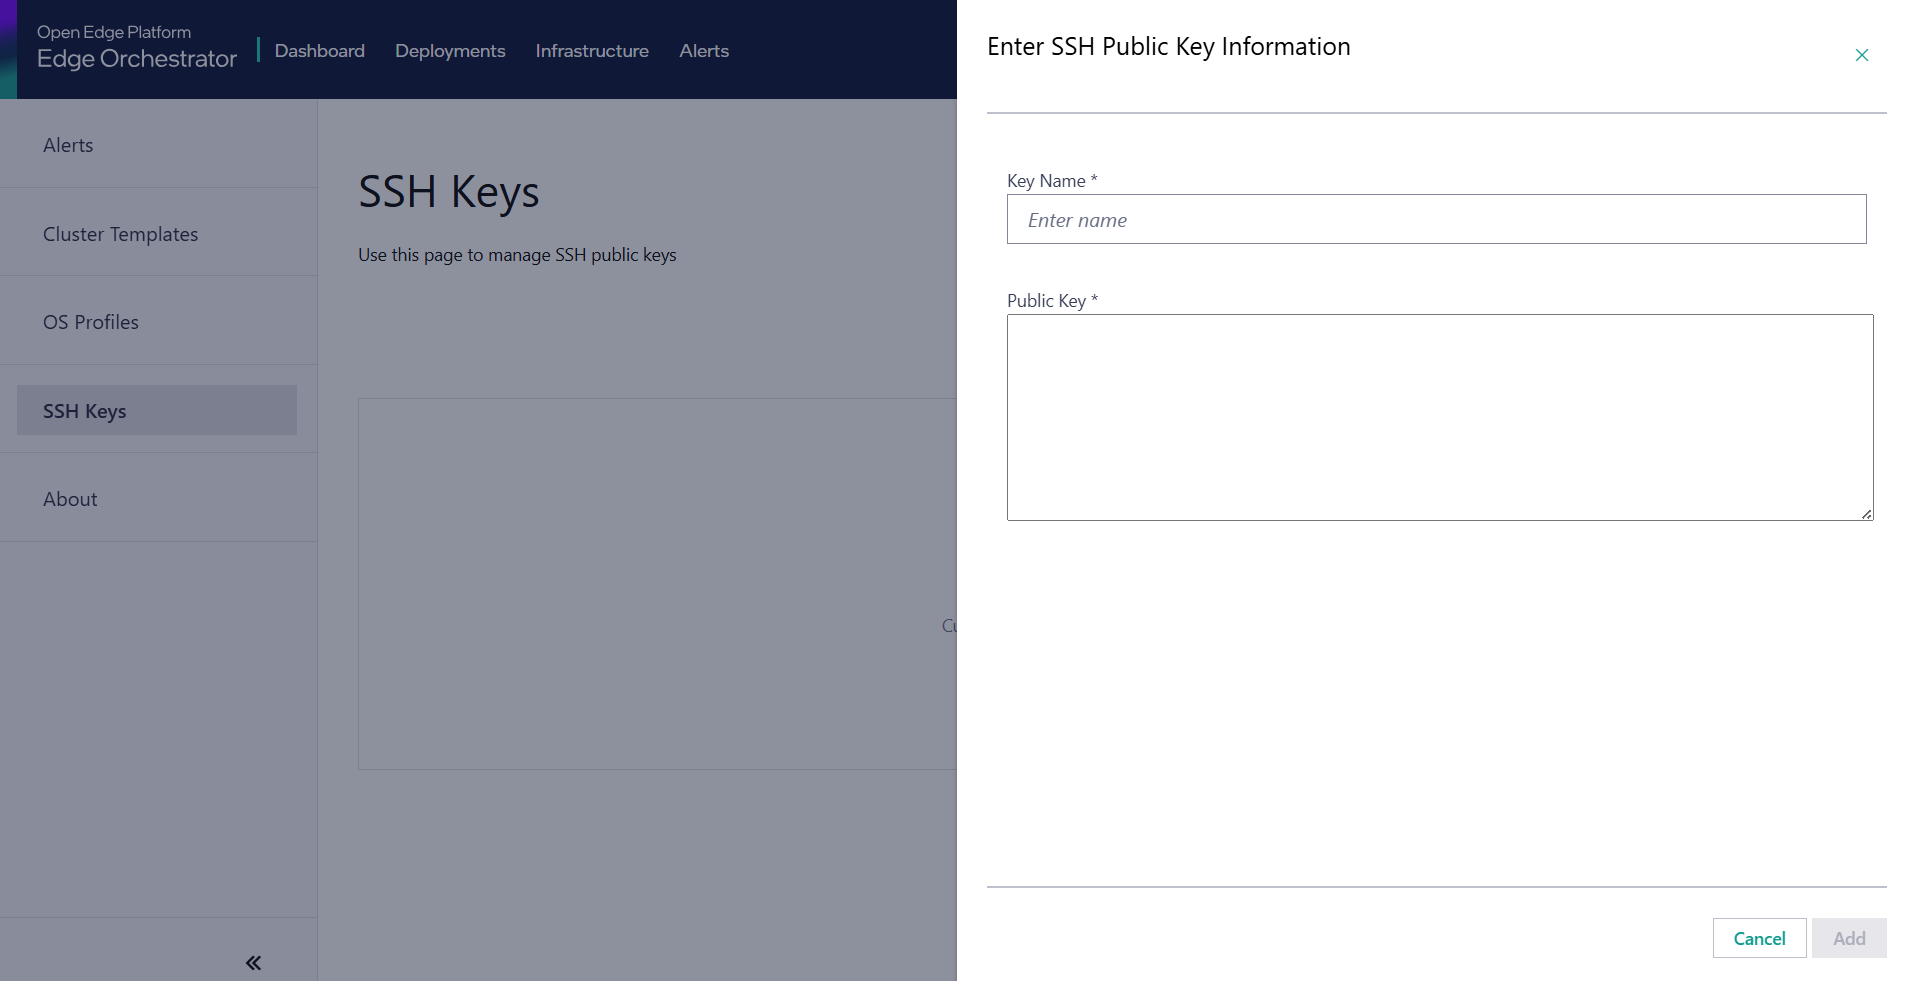 Open Edge Platform
Edge Orchestrator
Dashboard
Deployments
Infrastructure
Alerts
Alerts
Cluster Templates
OS Profiles
SSH Keys
About
SSH Keys
Use this page to manage SSH public keys
Enter SSH Public Key Information
Key Name *
Enter name
Public Key *
Cancel
Add